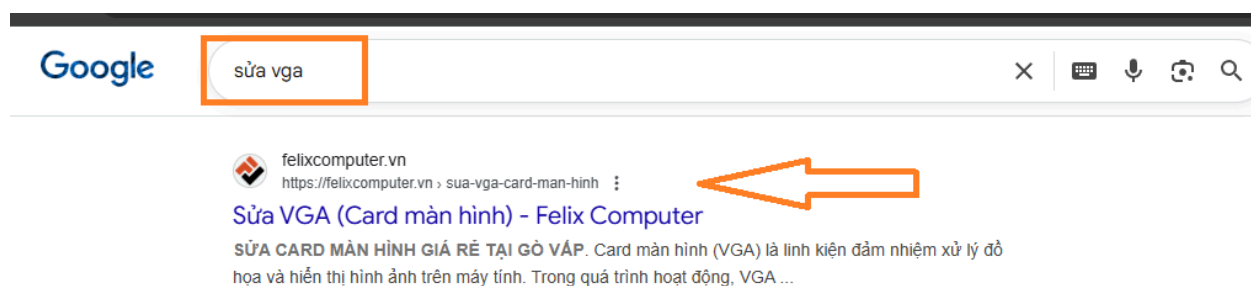 Google
sửa vga
felixcomputer.vn
https://felixcomputer.vn › sua-vga-card-man-hinh
Sửa VGA (Card màn hình) - Felix Computer
SỬA CARD MÀN HÌNH GIÁ RẺ TẠI GÒ VẤP. Card màn hình (VGA) là linh kiện đảm nhiệm xử lý đồ
họa và hiển thị hình ảnh trên máy tính. Trong quá trình hoạt động, VGA ...